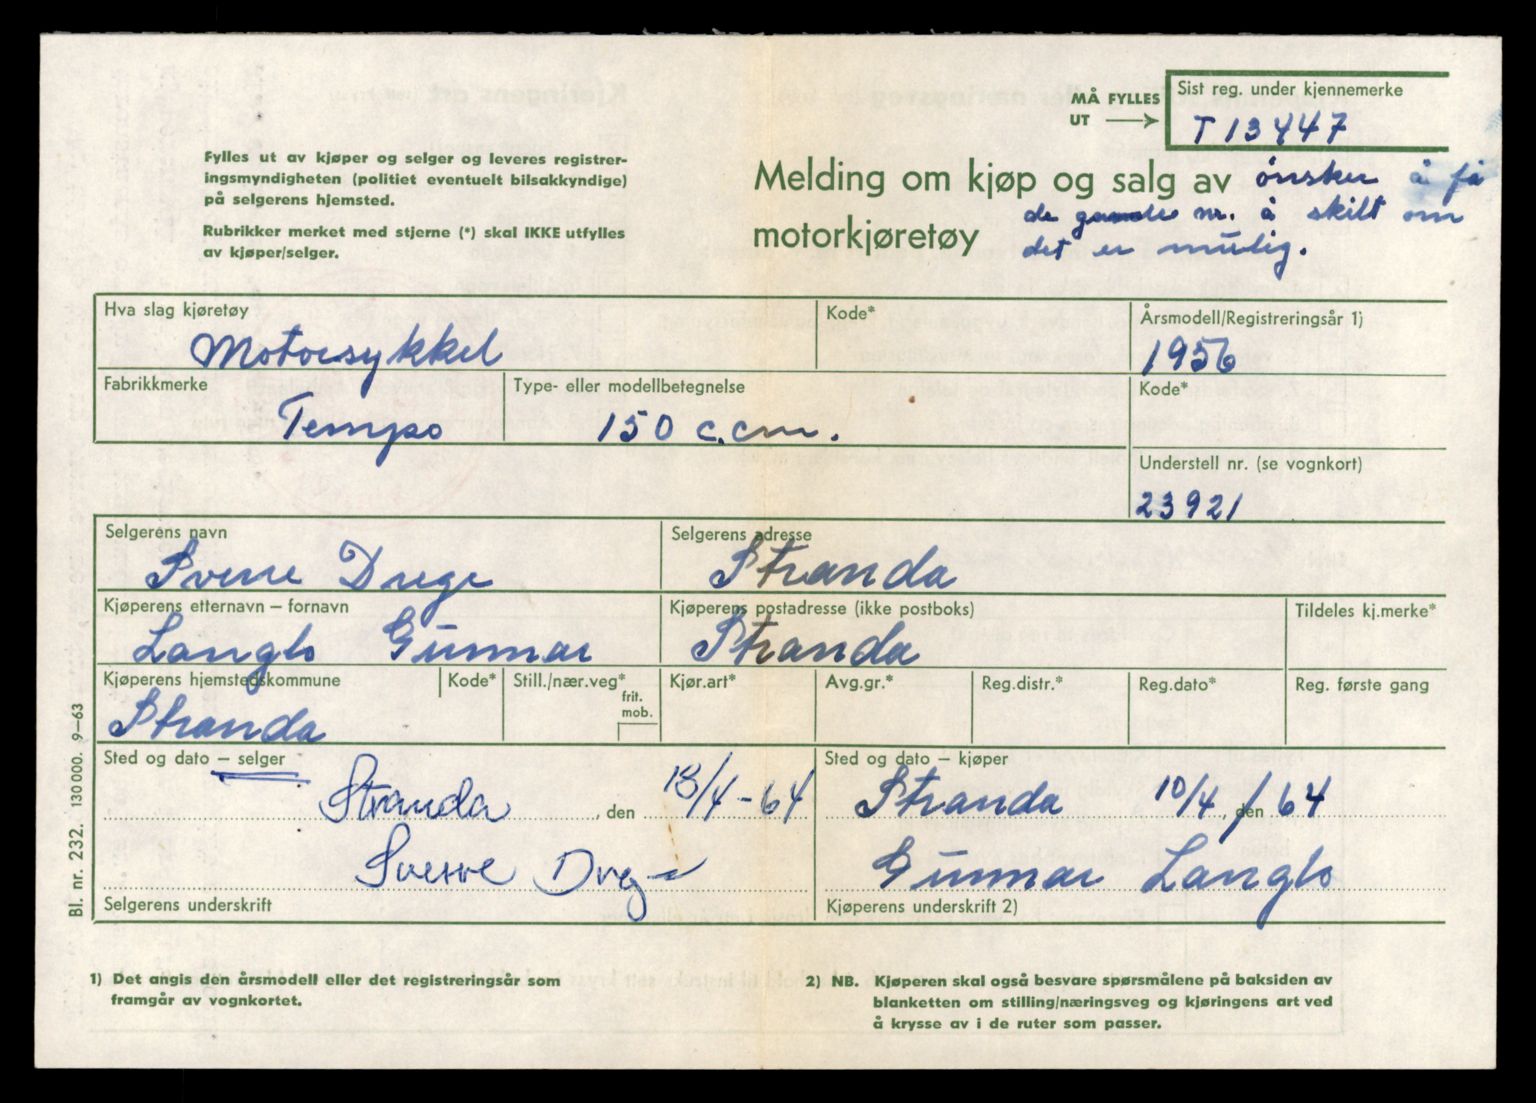 MÅ FYLLES
UT
Sist reg. under kjennemerke
T 13447
Fylles ut av kjøper og selger og leveres registrer-
ingsmyndigheten (politiet eventuelt bilsakkyndige)
på selgerens hjemsted.
Rubrikker merket med stjerne (*) skal IKKE utfylles
av kjøper/selger.
Melding om kjøp og salg av
motorkjøretøy
ønsker å få
de gamle nr. å skilt om
det er mulig.
Hva slag kjøretøy
Motorsykkel
Kode*
Årsmodell/Registreringsår 1)
1956
Fabrikkmerke
Tempo
Type- eller modellbetegnelse
150 c.cm.
Kode*
Understell nr. (se vognkort)
23921
Selgerens navn
Sverre Drege
Selgerens adresse
Stranda
Kjøperens etternavn – fornavn
Langlo Gunnar
Kjøperens postadresse (ikke postboks)
Stranda
Tildeles kj.merke*
Kjøperens hjemstedskommune
Stranda
Kode*
Still./nær.veg*
frit.
mob.
Kjør.art*
Avg.gr.*
Reg.distr.*
Reg.dato*
Reg. første gang
Sted og dato – selger
Stranda, den 18/4-64
Sverre Drege
Selgerens underskrift
Sted og dato – kjøper
Stranda 10/4, den / 64
Gunnar Langlo
Kjøperens underskrift 2)
Bl. nr. 232. 130 000. 9–63
1) Det angis den årsmodell eller det registreringsår som
framgår av vognkortet.
2) NB. Kjøperen skal også besvare spørsmålene på baksiden av
blanketten om stilling/næringsveg og kjøringens art ved
å krysse av i de ruter som passer.